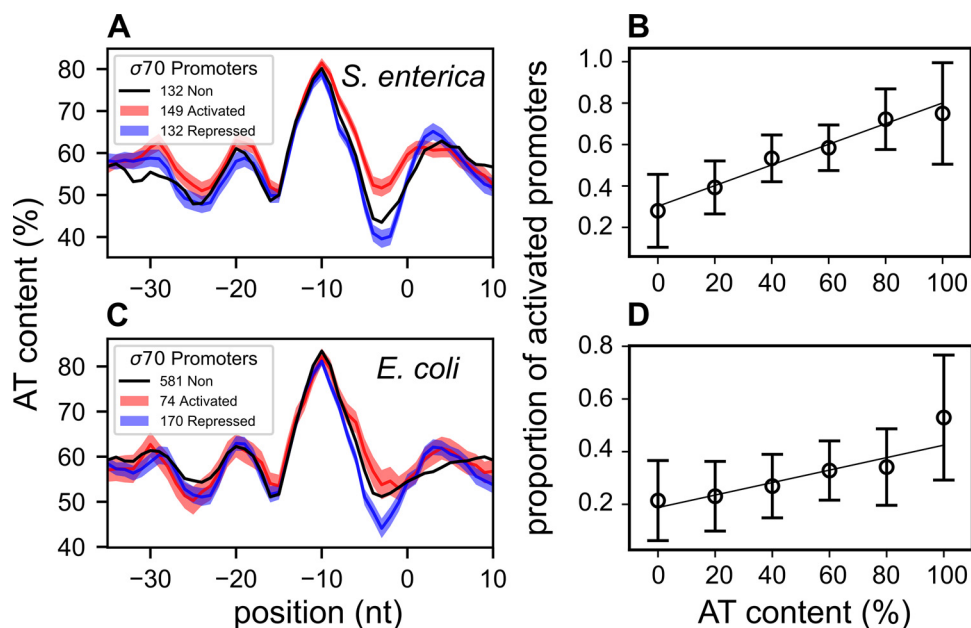 A
σ70 Promoters
132 Non
149 Activated
132 Repressed
S. enterica
80
70
60
50
40
−30
−20
−10
0
10
B
1.0
0.8
0.6
0.4
0.2
0
20
40
60
80
100
C
σ70 Promoters
581 Non
74 Activated
170 Repressed
E. coli
80
60
50
40
−30
−20
−10
0
10
position (nt)
AT content (%)
D
0.8
0.6
0.4
0.2
0
20
40
60
80
100
AT content (%)
proportion of activated promoters